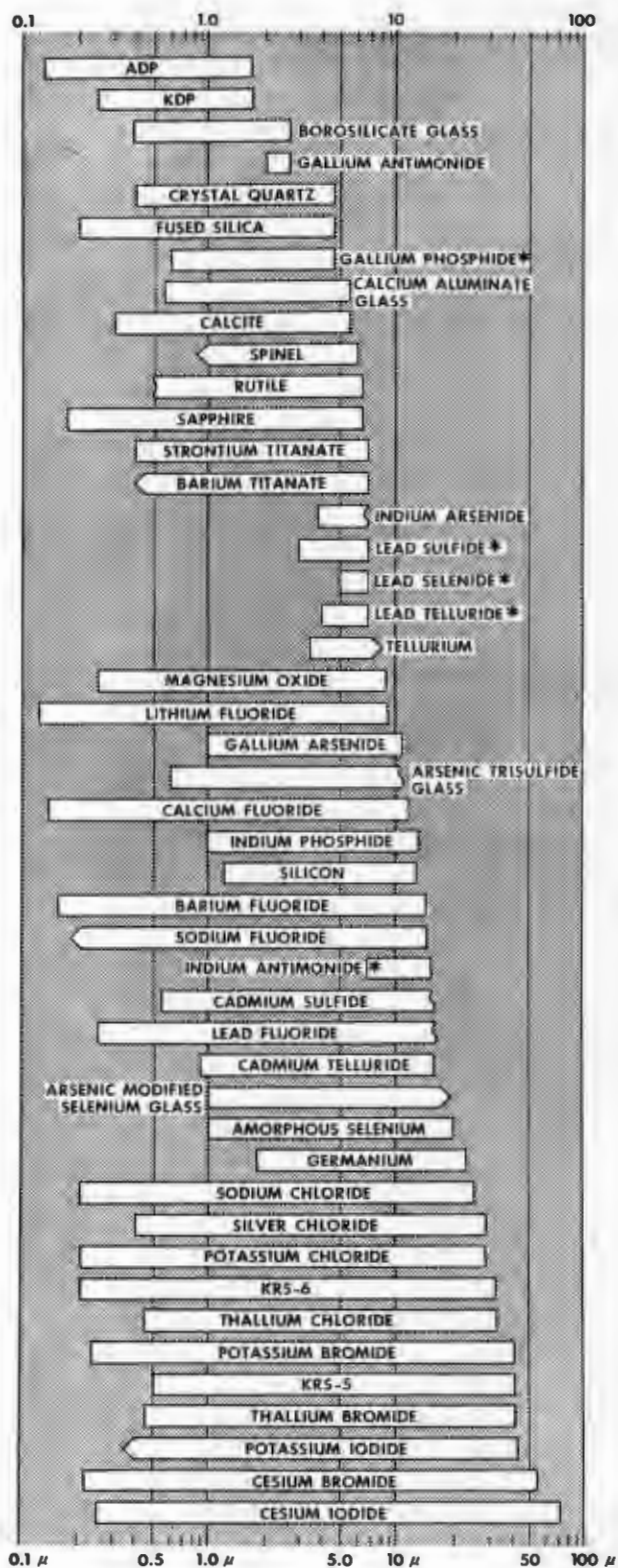 0.1 1.0 10 100
ADP
KDP
BOROSILICATE GLASS
GALLIUM ANTIMONIDE
CRYSTAL QUARTZ
FUSED SILICA
GALLIUM PHOSPHIDE*
CALCIUM ALUMINATE
GLASS
CALCITE
SPINEL
RUTILE
SAPPHIRE
STRONTIUM TITANATE
BARIUM TITANATE
INDIUM ARSENIDE
LEAD SULFIDE*
LEAD SELENIDE*
LEAD TELLURIDE*
TELLURIUM
MAGNESIUM OXIDE
LITHIUM FLUORIDE
GALLIUM ARSENIDE
ARSENIC TRISULFIDE
GLASS
CALCIUM FLUORIDE
INDIUM PHOSPHIDE
SILICON
BARIUM FLUORIDE
SODIUM FLUORIDE
INDIUM ANTIMONIDE*
CADMIUM SULFIDE
LEAD FLUORIDE
CADMIUM TELLURIDE
ARSENIC MODIFIED
SELENIUM GLASS
AMORPHOUS SELENIUM
GERMANIUM
SODIUM CHLORIDE
SILVER CHLORIDE
POTASSIUM CHLORIDE
KRS-6
THALLIUM CHLORIDE
POTASSIUM BROMIDE
KRS-5
THALLIUM BROMIDE
POTASSIUM IODIDE
CESIUM BROMIDE
CESIUM IODIDE
0.1 μ 0.5 1.0 μ 5.0 10 μ 50 100 μ